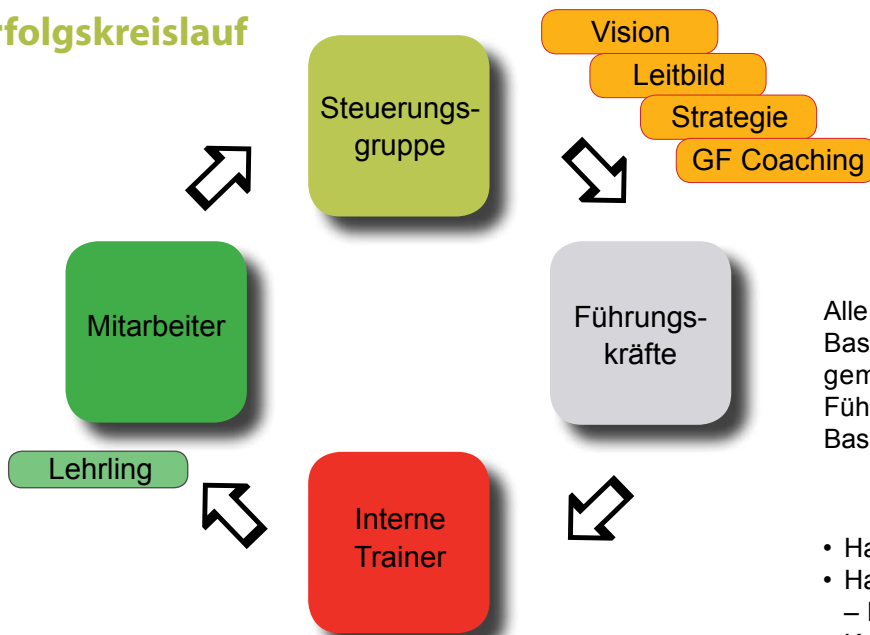 rfolgskreislauf
Vision
Leitbild
Strategie
GF Coaching
Steuerungs-
gruppe
Führungs-
kräfte
Mitarbeiter
Lehrling
Interne
Trainer
Alle
Bas
gem
Füh
Bas
• Ha
• Ha
–